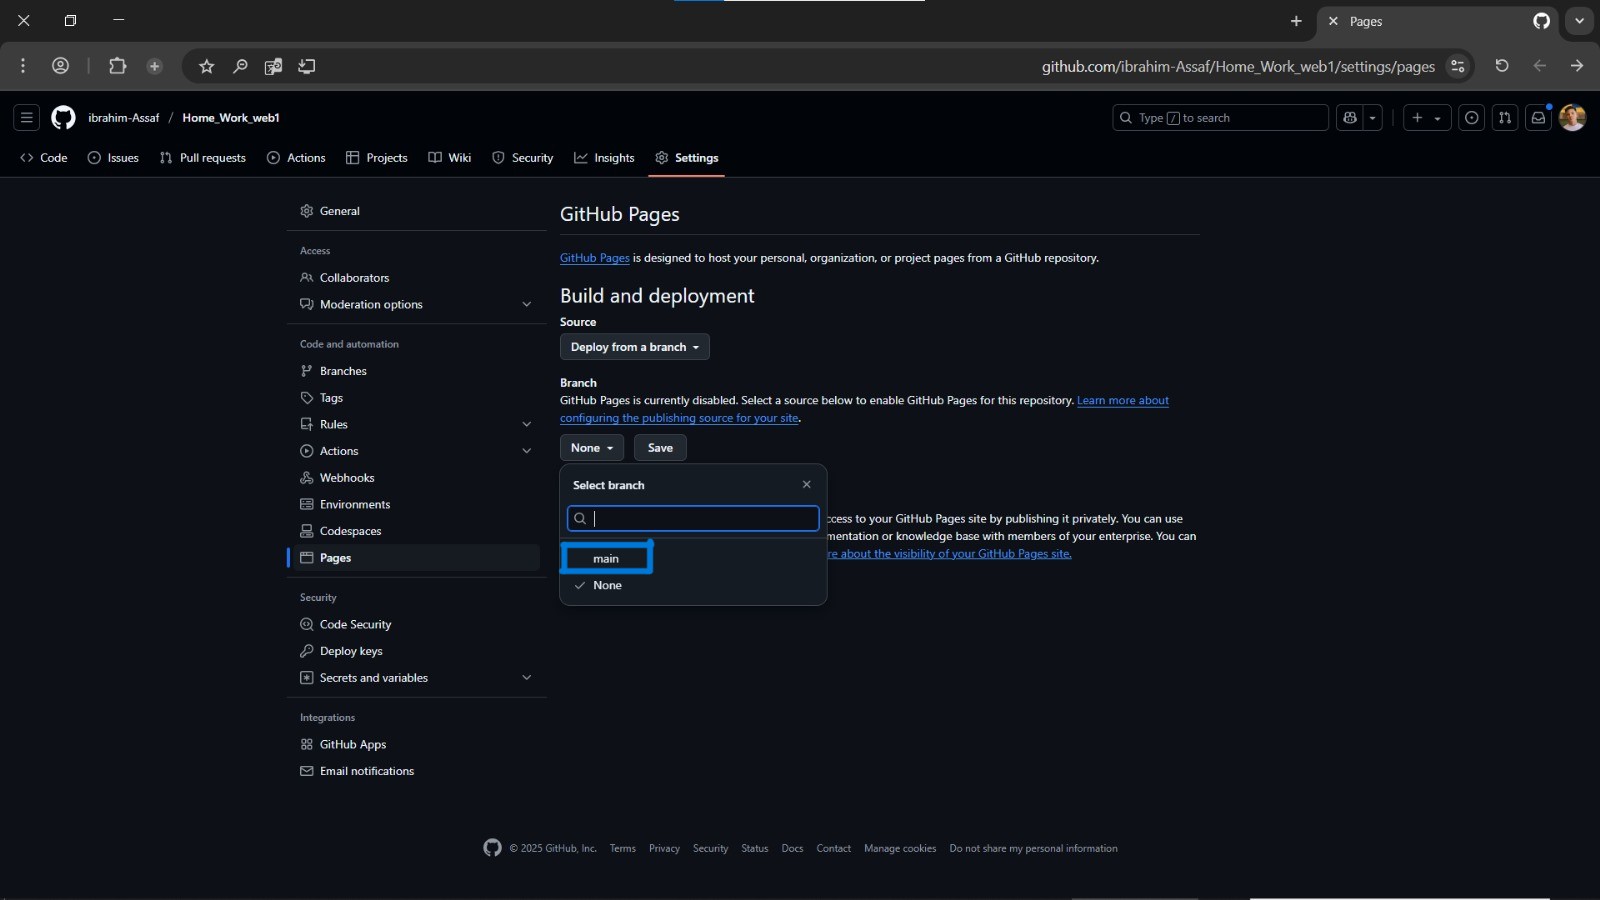 Pages
github.com/ibrahim-Assaf/Home_Work_web1/settings/pages
ibrahim-Assaf / Home_Work_web1
Type / to search
Code Issues Pull requests Actions Projects Wiki Security Insights Settings
General
Access
Collaborators
Moderation options
Code and automation
Branches
Tags
Rules
Actions
Webhooks
Environments
Codespaces
Pages
Security
Code Security
Deploy keys
Secrets and variables
Integrations
GitHub Apps
Email notifications
GitHub Pages
GitHub Pages is designed to host your personal, organization, or project pages from a GitHub repository.
Build and deployment
Source
Deploy from a branch
Branch
GitHub Pages is currently disabled. Select a source below to enable GitHub Pages for this repository. Learn more about
configuring the publishing source for your site.
None Save
Select branch
main
None
ccess to your GitHub Pages site by publishing it privately. You can use
mentation or knowledge base with members of your enterprise. You can
re about the visibility of your GitHub Pages site.
© 2025 GitHub, Inc. Terms Privacy Security Status Docs Contact Manage cookies Do not share my personal information